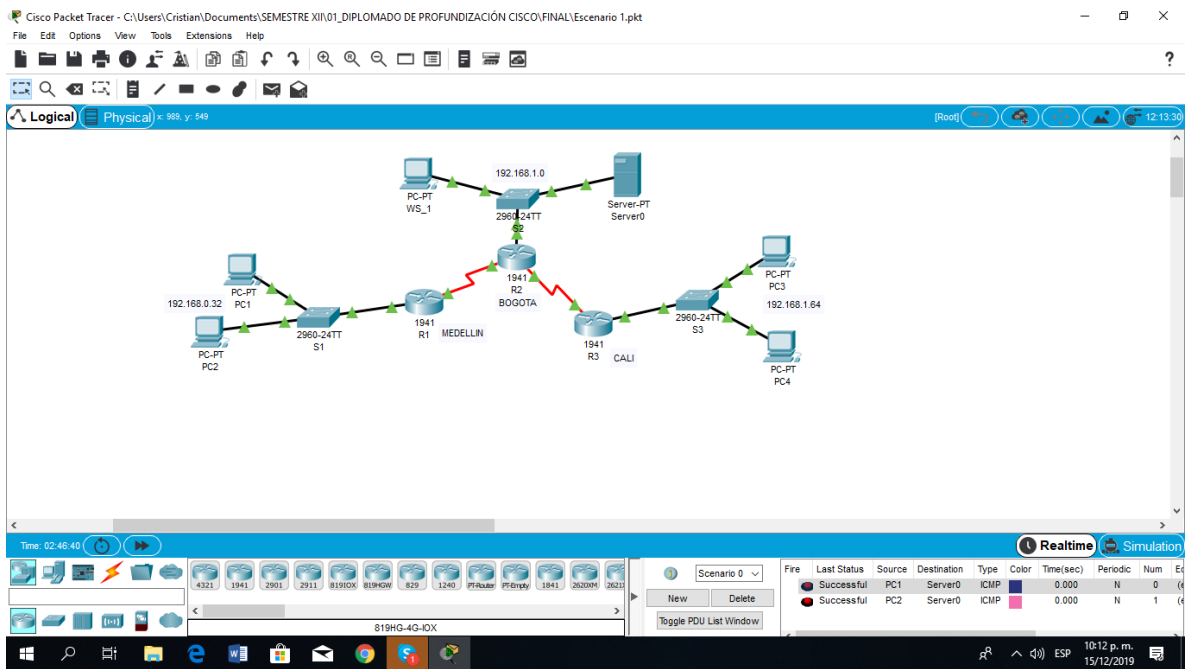 Cisco Packet Tracer - C:\Users\Cristian\Documents\SEMESTRE XII\01_DIPLOMADO DE PROFUNDIZACIÓN CISCO\FINAL\Escenario 1.pkt
File Edit Options View Tools Extensions Help
?
Logical Physical x: 989, y: 549 [Root] 12:13:30
PC-PT
WS_1
192.168.1.0
Server-PT
Server0
2960-24TT
S2
1941
R2
BOGOTA
PC-PT
PC1
192.168.0.32
PC-PT
PC2
2960-24TT
S1
1941
R1
MEDELLIN
1941
R3
CALI
2960-24TT
S3
PC-PT
PC3
192.168.1.64
PC-PT
PC4
Time: 02:46:40 Realtime Simulation
4321 1941 2901 2911 819IOX 819HGW 829 1240 PT-Router PT-Empty 1841 2620XM
819HG-4G-IOX
Scenario 0
New Delete
Toggle PDU List Window
Fire Last Status Source Destination Type Color Time(sec) Periodic Num
Successful PC1 Server0 ICMP 0.000 N 0
Successful PC2 Server0 ICMP 0.000 N 1
ESP
10:12 p. m.
15/12/2019